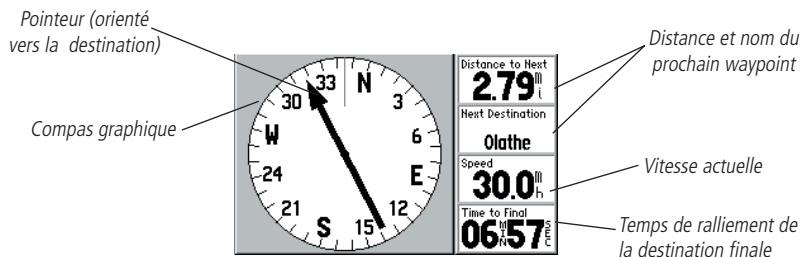 Pointeur (orienté
vers la destination)
Compas graphique
N
3
6
E
12
15
S
21
24
W
30
33
Distance to Next
2.79 mi
Next Destination
Olathe
Speed
30.0 mh
Time to Final
06 MIN 57 SEC
Distance et nom du
prochain waypoint
Vitesse actuelle
Temps de ralliement de
la destination finale